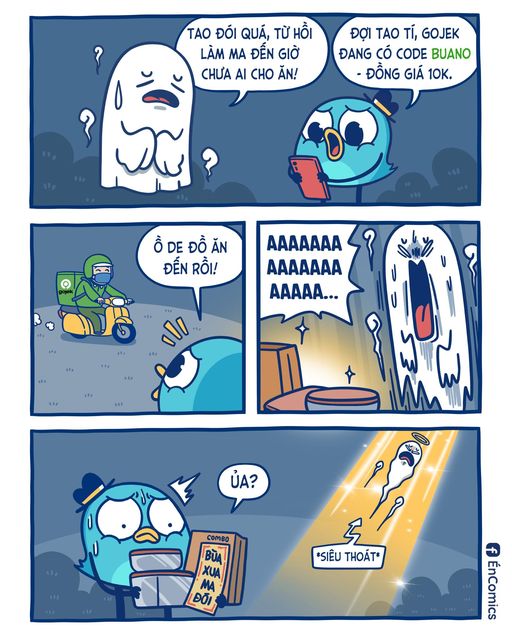 TAO ĐÓI QUÁ, TỪ HỒI
LÀM MA ĐẾN GIỜ
CHƯA AI CHO ĂN!
ĐỢI TAO TÍ, GOJEK
ĐANG CÓ CODE BUANO
- ĐỒNG GIÁ 10K.
gojek
Ồ DE ĐỒ ĂN
ĐẾN RỒI!
AAAAAAA
AAAAAAA
AAAAA...
ỦA?
COMBO
BÙA
XUA
MA
ĐÓI
*SIÊU THOÁT*
f ÉnComics